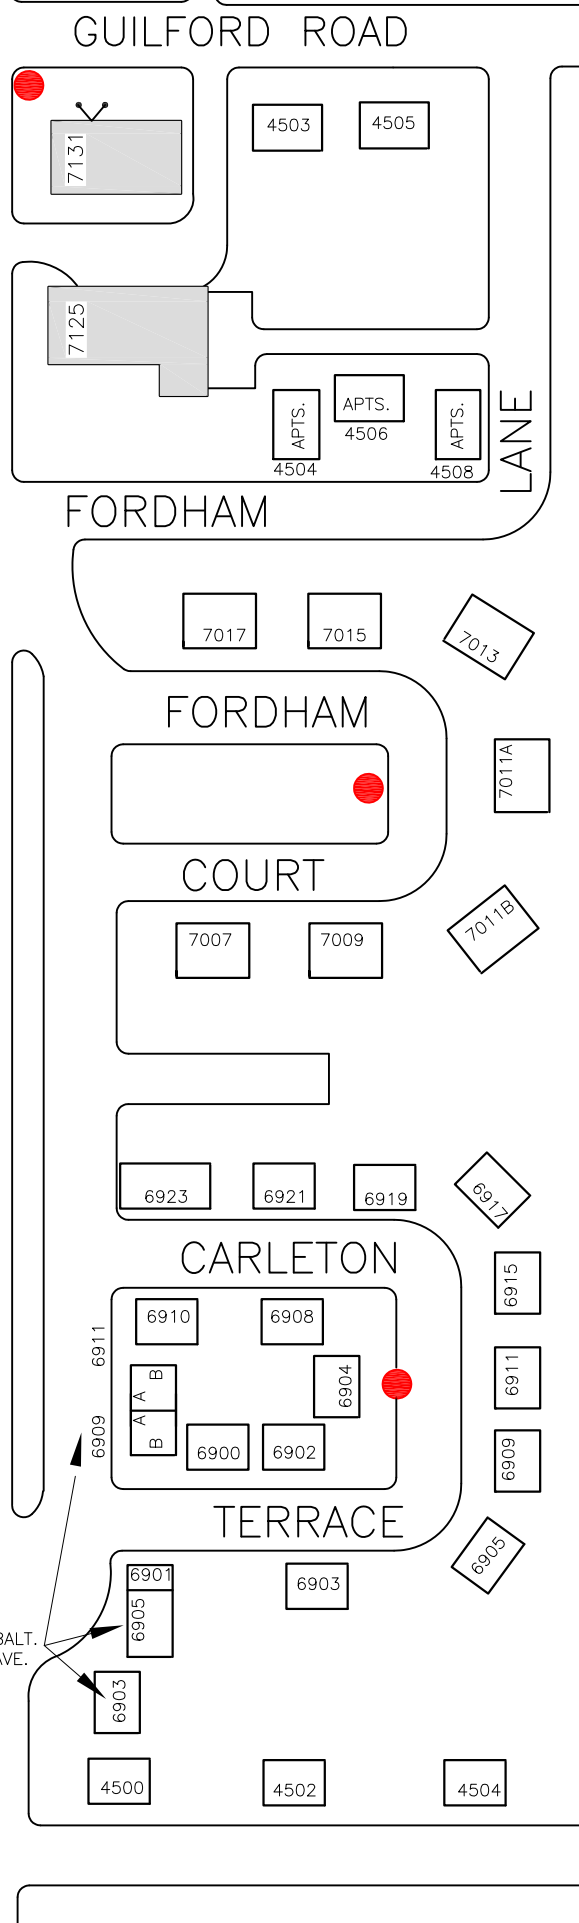 GUILFORD ROAD
7131
4503
4505
7125
APTS.
4504
APTS.
4506
APTS.
4508
LANE
FORDHAM
7017
7015
7013
FORDHAM
7011A
COURT
7007
7009
7011B
6923
6921
6919
6917
CARLETON
6915
6910
6908
6911
B
A
6904
6911
A
B
6909
6900
6902
6909
TERRACE
6905
6901
6905
6903
BALT.
AVE.
6903
4500
4502
4504